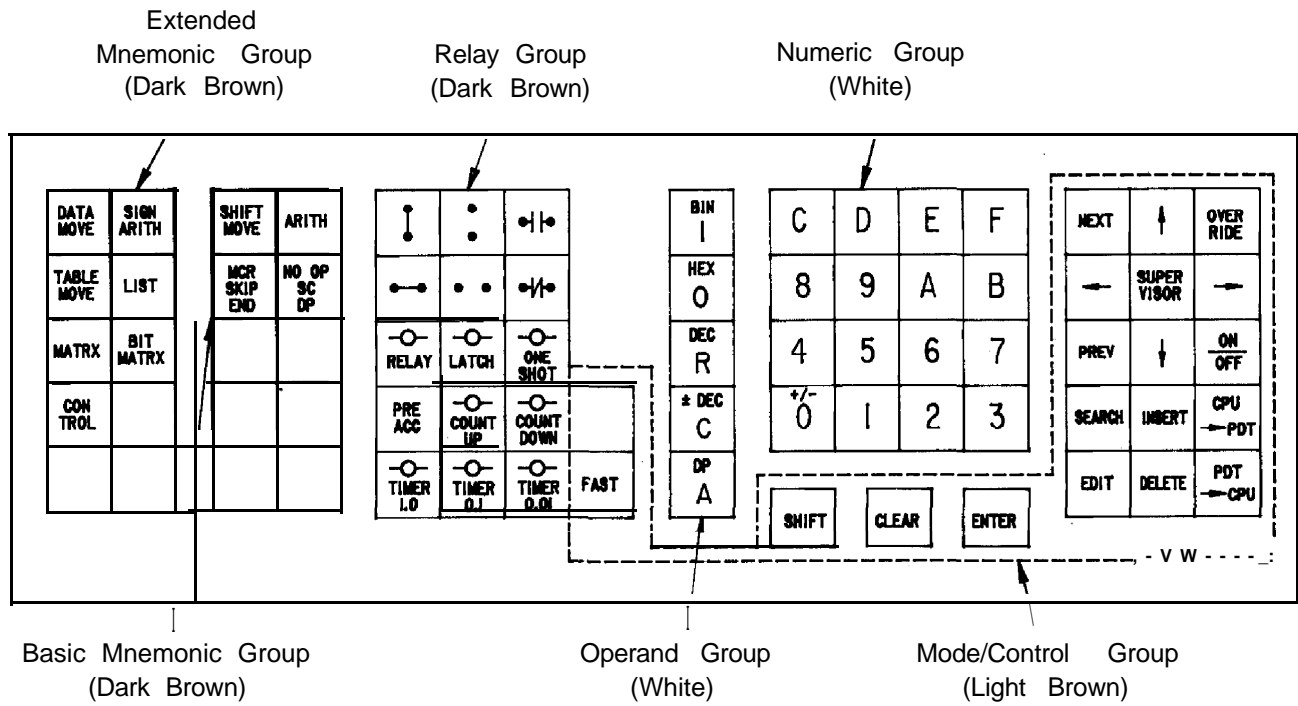 Extended
Mnemonic Group
(Dark Brown)
Relay Group
(Dark Brown)
Numeric Group
(White)
DATA
MOVE
SIGN
ARITH
TABLE
MOVE
LIST
MATRX
BIT
MATRX
CON
TROL
SHIFT
MOVE
ARITH
MCR
SKIP
END
NO OP
SC
DP
RELAY
LATCH
ONE
SHOT
PRE
ACC
COUNT
UP
COUNT
DOWN
TIMER
1.0
TIMER
0.1
TIMER
0.01
FAST
BIN
I
HEX
O
DEC
R
± DEC
C
DP
A
C D E F
8 9 A B
4 5 6 7
+/-
0 1 2 3
SHIFT
CLEAR
ENTER
NEXT
↑
OVER
RIDE
←
SUPER
VISOR
→
PREV
↓
ON
OFF
SEARCH
INSERT
CPU
→PDT
EDIT
DELETE
PDT
→CPU
, - V W - - - - _:
Basic Mnemonic Group
(Dark Brown)
Operand Group
(White)
Mode/Control Group
(Light Brown)